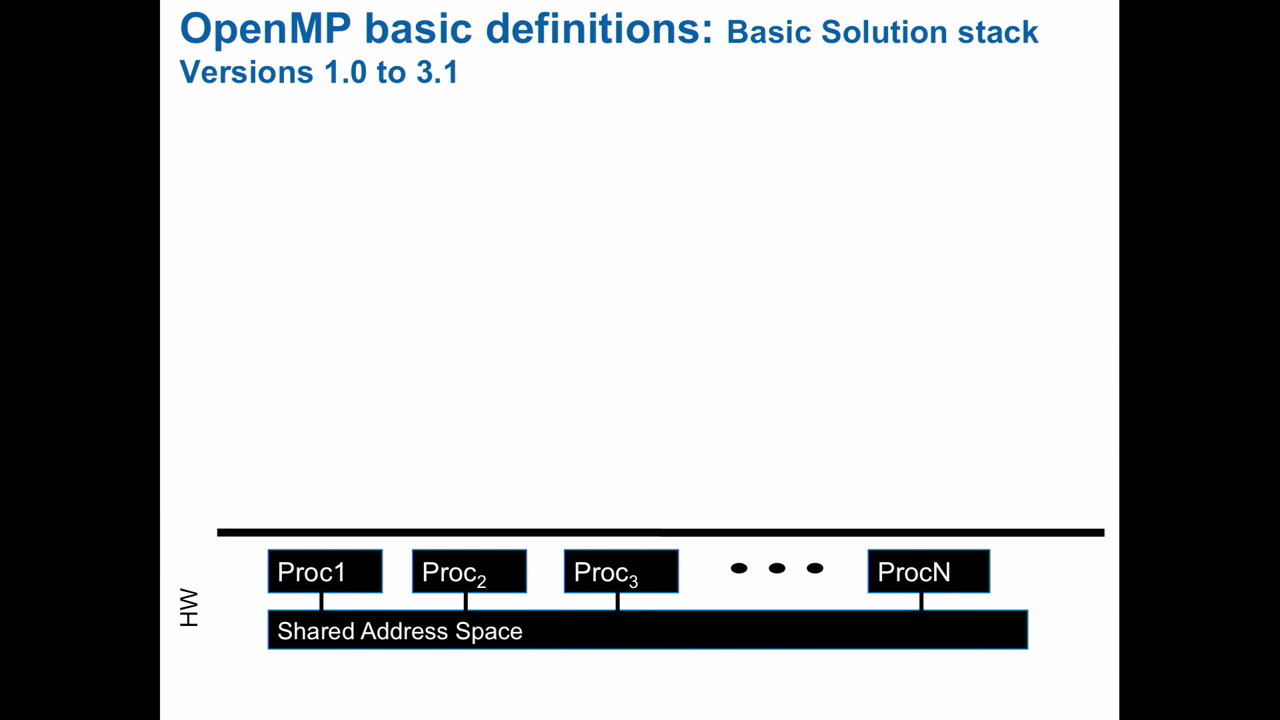 OpenMP basic definitions: Basic Solution stack
Versions 1.0 to 3.1
Proc1 Proc2 Proc3 ProcN
HW
Shared Address Space